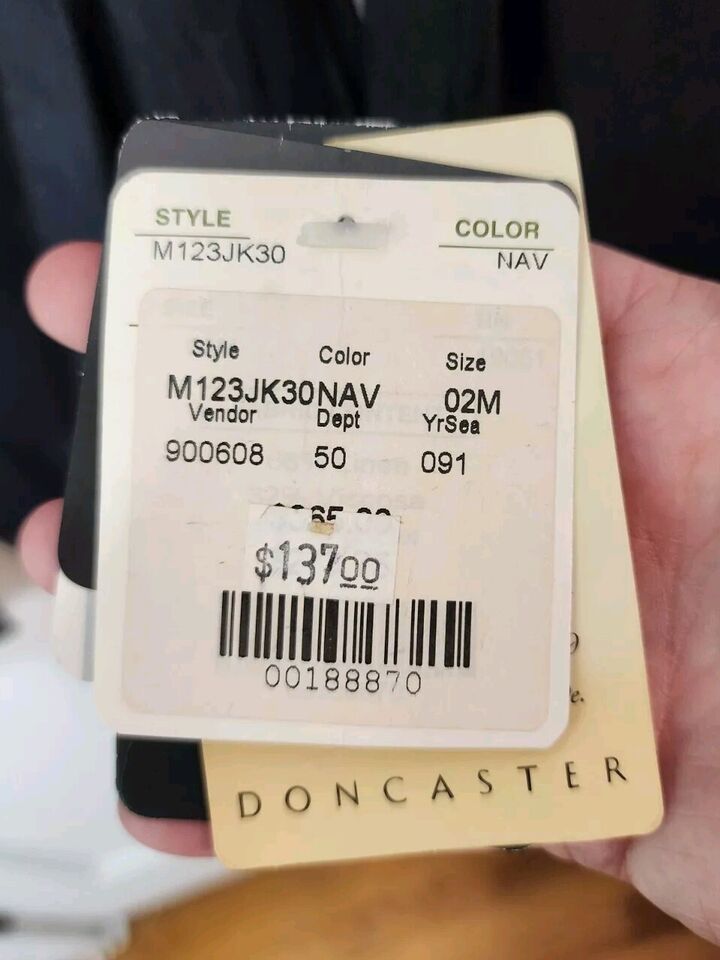 STYLE COLOR
M123JK30 NAV
Style Color Size
M123JK30NAV 02M
Vendor Dept YrSea
900608 50 091
$137.00
00188870
DONCASTER